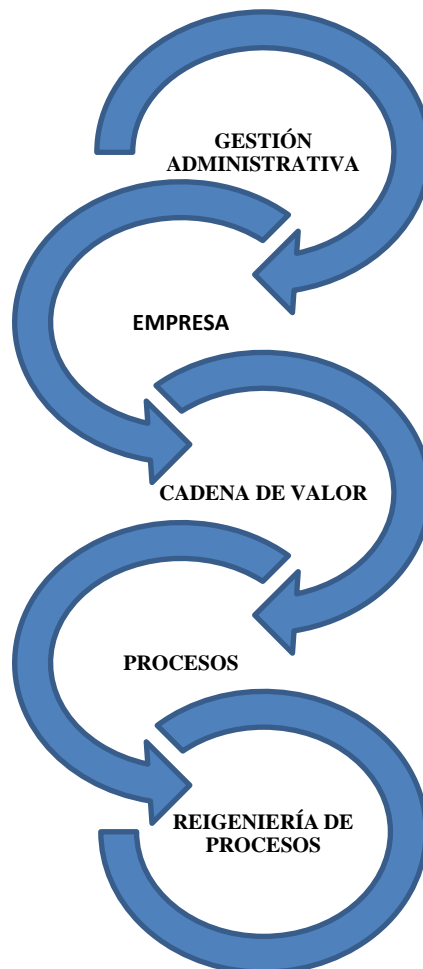 GESTIÓN
ADMINISTRATIVA
EMPRESA
CADENA DE VALOR
PROCESOS
REIGENIERÍA DE
PROCESOS